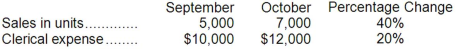 September October Percentage Change
Sales in units............. 5,000 7,000 40%
Clerical expense........ $10,000 $12,000 20%